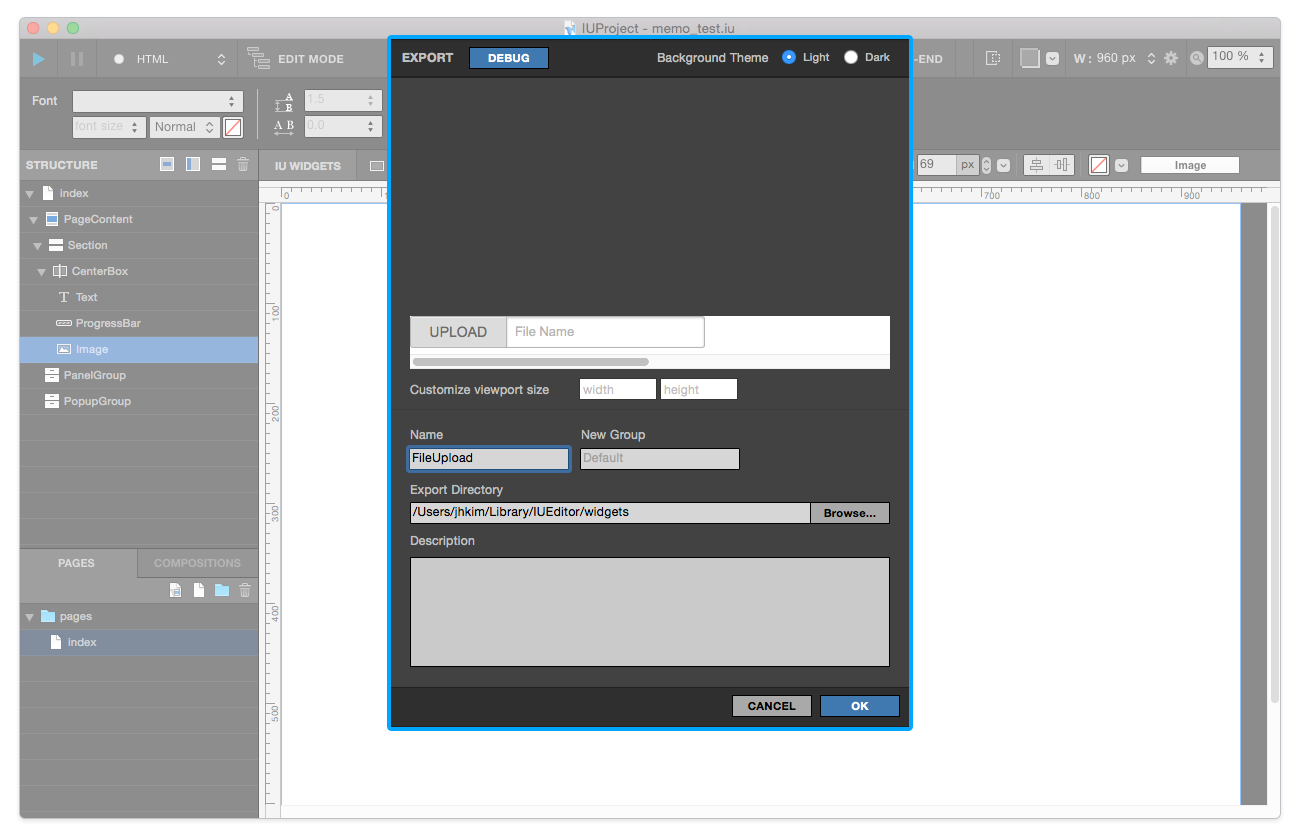 IUProject - memo_test.iu
HTML
EDIT MODE
EXPORT DEBUG Background Theme Light Dark
-END
W: 960 px
100 %
Font
A
B
1.5
font size Normal
A B
0.0
STRUCTURE
IU WIDGETS
69 px
Image
index
PageContent
Section
CenterBox
T Text
ProgressBar
Image
PanelGroup
PopupGroup
0
700 800 900
0
100
200
300
400
500
UPLOAD File Name
Customize viewport size width height
Name New Group
FileUpload Default
Export Directory
/Users/jhkim/Library/IUEditor/widgets Browse...
Description
CANCEL OK
PAGES COMPOSITIONS
pages
index